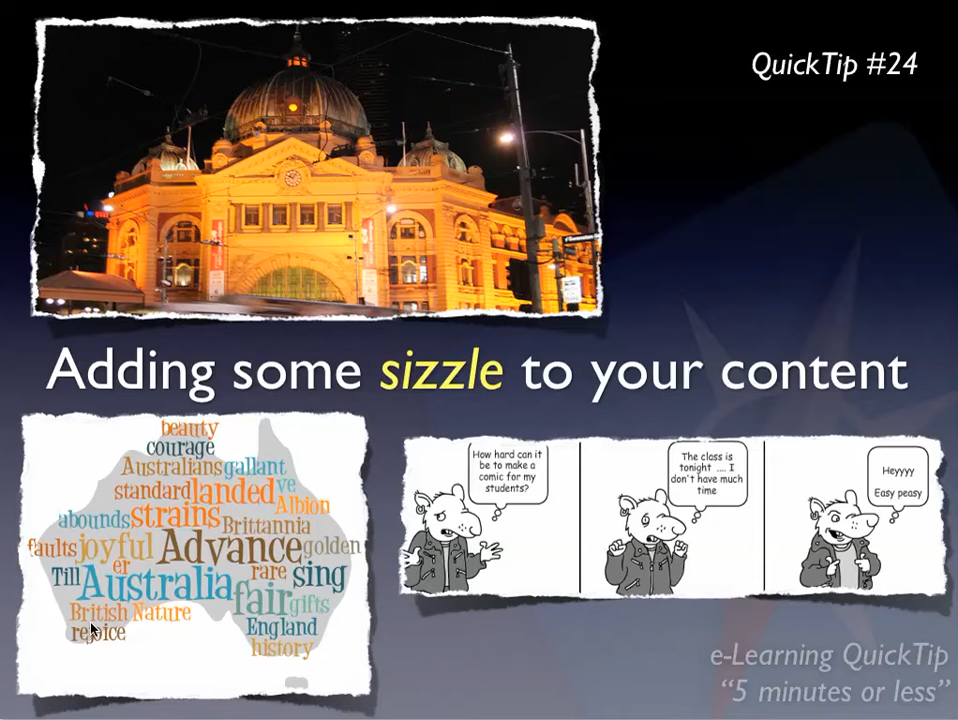 QuickTip #24
Adding some sizzle to your content
beauty
courage
Australians gallant
standard landed ve
Albion
abounds strains Brittannia
faults joyful Advance golden
er
Till Australia rare sing
fair gifts
British Nature
England
rejoice
history
How hard can it
be to make a
comic for my
students?
The class is
tonight .... I
don't have much
time
Heyyyy
Easy peasy
e-Learning QuickTip
“5 minutes or less”